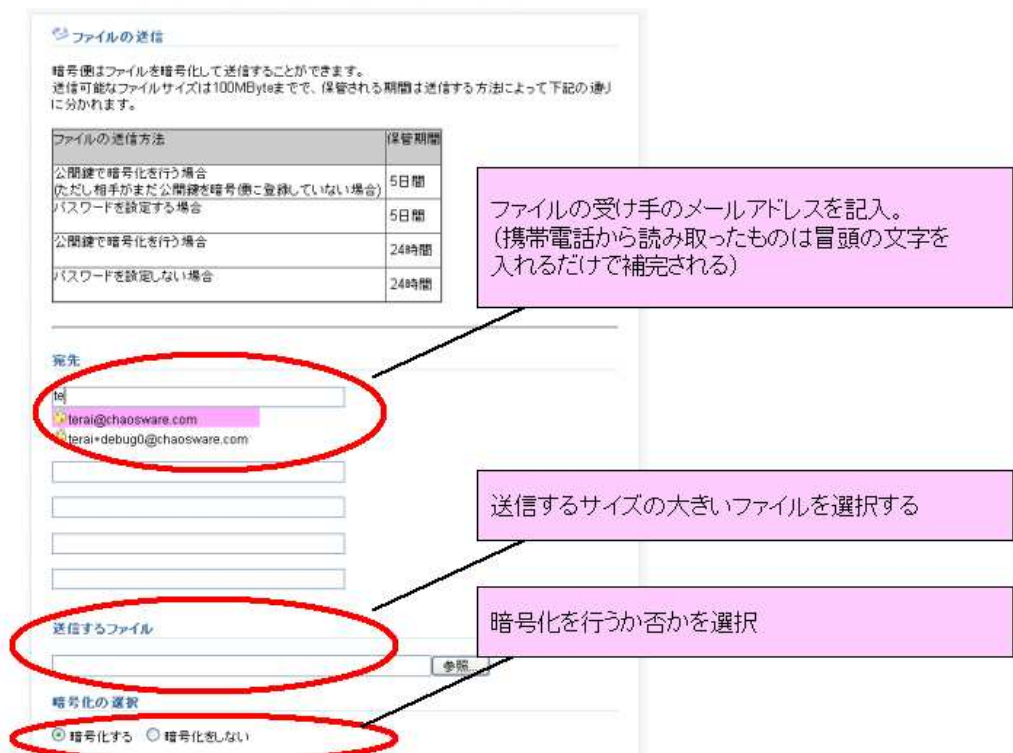 ファイルの送信
暗号便はファイルを暗号化して送信することができます。
送信可能なファイルサイズは100MByteまでで、保管される期間は送信する方法によって下記の通り
に分かれます。
ファイルの送信方法 保管期間
公開鍵で暗号化を行う場合
(ただし相手がまだ公開鍵を暗号便に登録していない場合) 5日間
パスワードを設定する場合 5日間
公開鍵で暗号化を行う場合 24時間
パスワードを設定しない場合 24時間
ファイルの受け手のメールアドレスを記入。
（携帯電話から読み取ったものは冒頭の文字を
入れるだけで補完される）
宛先
te
terai@chaosware.com
terai+debug0@chaosware.com
送信するサイズの大きいファイルを選択する
送信するファイル
参照...
暗号化を行うか否かを選択
暗号化の選択
暗号化する 暗号化をしない